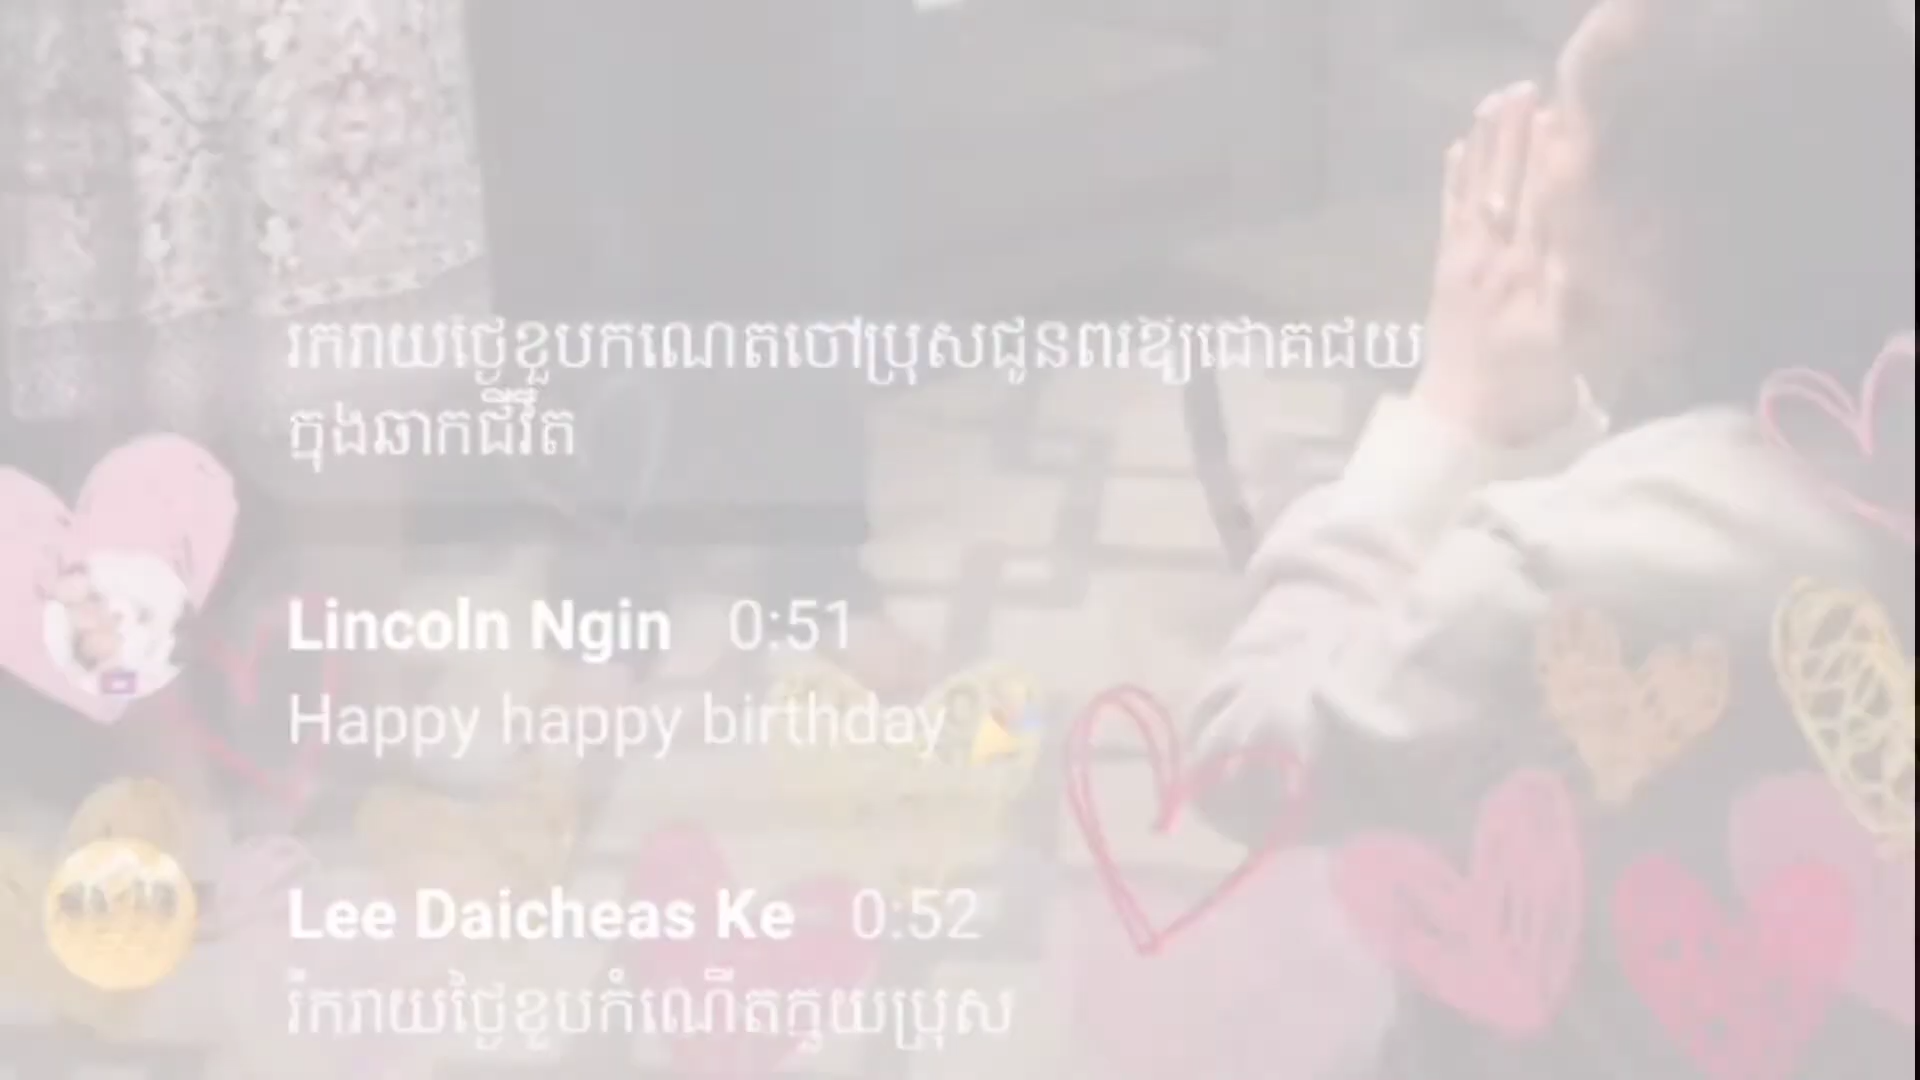 រករាយថ្ងៃខួបកណេតចៅប្រុសជូនពរឱ្យជោគជយ
ក្នុងឆាកជីវឹត
Lincoln Ngin 0:51
Happy happy birthday 🎉
Lee Daicheas Ke 0:52
រីករាយថ្ងៃខួបកំណើតក្មួយប្រុស